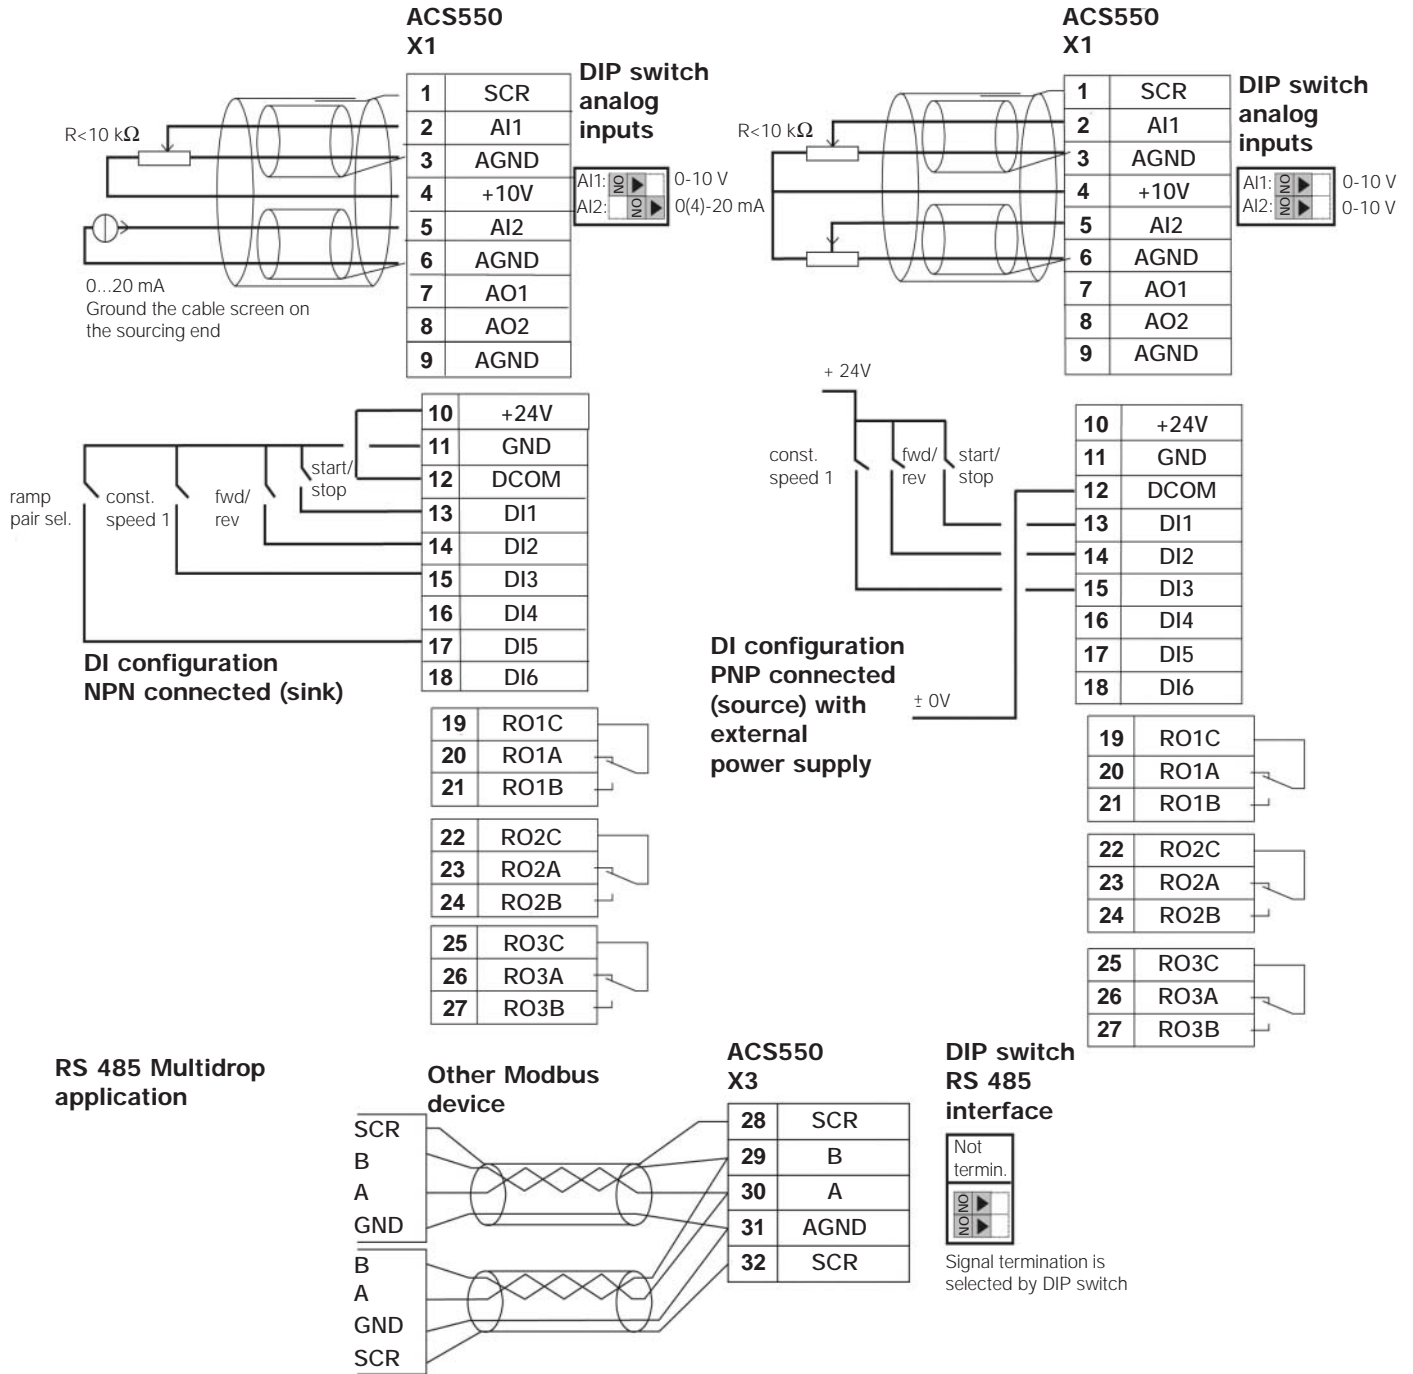 ACS550
X1
DIP switch
analog
inputs
R<10 kΩ
1 SCR
2 AI1
3 AGND
4 +10V
5 AI2
6 AGND
7 AO1
8 AO2
9 AGND
AI1: ON 0-10 V
AI2: ON 0(4)-20 mA
0...20 mA
Ground the cable screen on
the sourcing end
10 +24V
11 GND
12 DCOM
13 DI1
14 DI2
15 DI3
16 DI4
17 DI5
18 DI6
ramp
pair sel.
const.
speed 1
fwd/
rev
start/
stop
DI configuration
NPN connected (sink)
19 RO1C
20 RO1A
21 RO1B
22 RO2C
23 RO2A
24 RO2B
25 RO3C
26 RO3A
27 RO3B
ACS550
X1
DIP switch
analog
inputs
R<10 kΩ
1 SCR
2 AI1
3 AGND
4 +10V
5 AI2
6 AGND
7 AO1
8 AO2
9 AGND
AI1: ON 0-10 V
AI2: ON 0-10 V
+ 24V
const.
speed 1
fwd/
rev
start/
stop
10 +24V
11 GND
12 DCOM
13 DI1
14 DI2
15 DI3
16 DI4
17 DI5
18 DI6
DI configuration
PNP connected
(source) with
external
power supply
± 0V
19 RO1C
20 RO1A
21 RO1B
22 RO2C
23 RO2A
24 RO2B
25 RO3C
26 RO3A
27 RO3B
RS 485 Multidrop
application
Other Modbus
device
SCR
B
A
GND
B
A
GND
SCR
ACS550
X3
28 SCR
29 B
30 A
31 AGND
32 SCR
DIP switch
RS 485
interface
Not
termin.
ON
ON
Signal termination is
selected by DIP switch